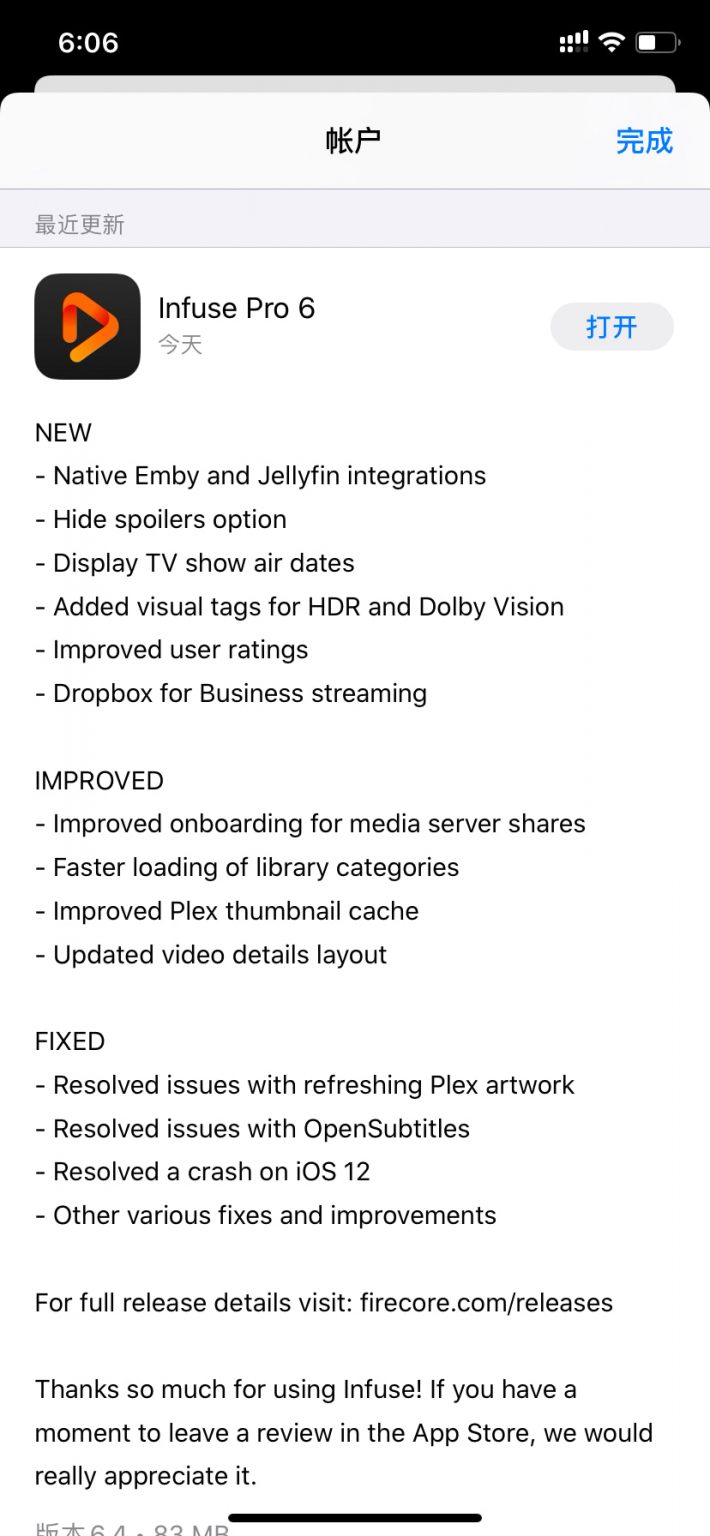 6:06
帐户
完成
最近更新
Infuse Pro 6
今天
打开
NEW
- Native Emby and Jellyfin integrations
- Hide spoilers option
- Display TV show air dates
- Added visual tags for HDR and Dolby Vision
- Improved user ratings
- Dropbox for Business streaming
IMPROVED
- Improved onboarding for media server shares
- Faster loading of library categories
- Improved Plex thumbnail cache
- Updated video details layout
FIXED
- Resolved issues with refreshing Plex artwork
- Resolved issues with OpenSubtitles
- Resolved a crash on iOS 12
- Other various fixes and improvements
For full release details visit: firecore.com/releases
Thanks so much for using Infuse! If you have a
moment to leave a review in the App Store, we would
really appreciate it.
版本 6.4 • 83 MB